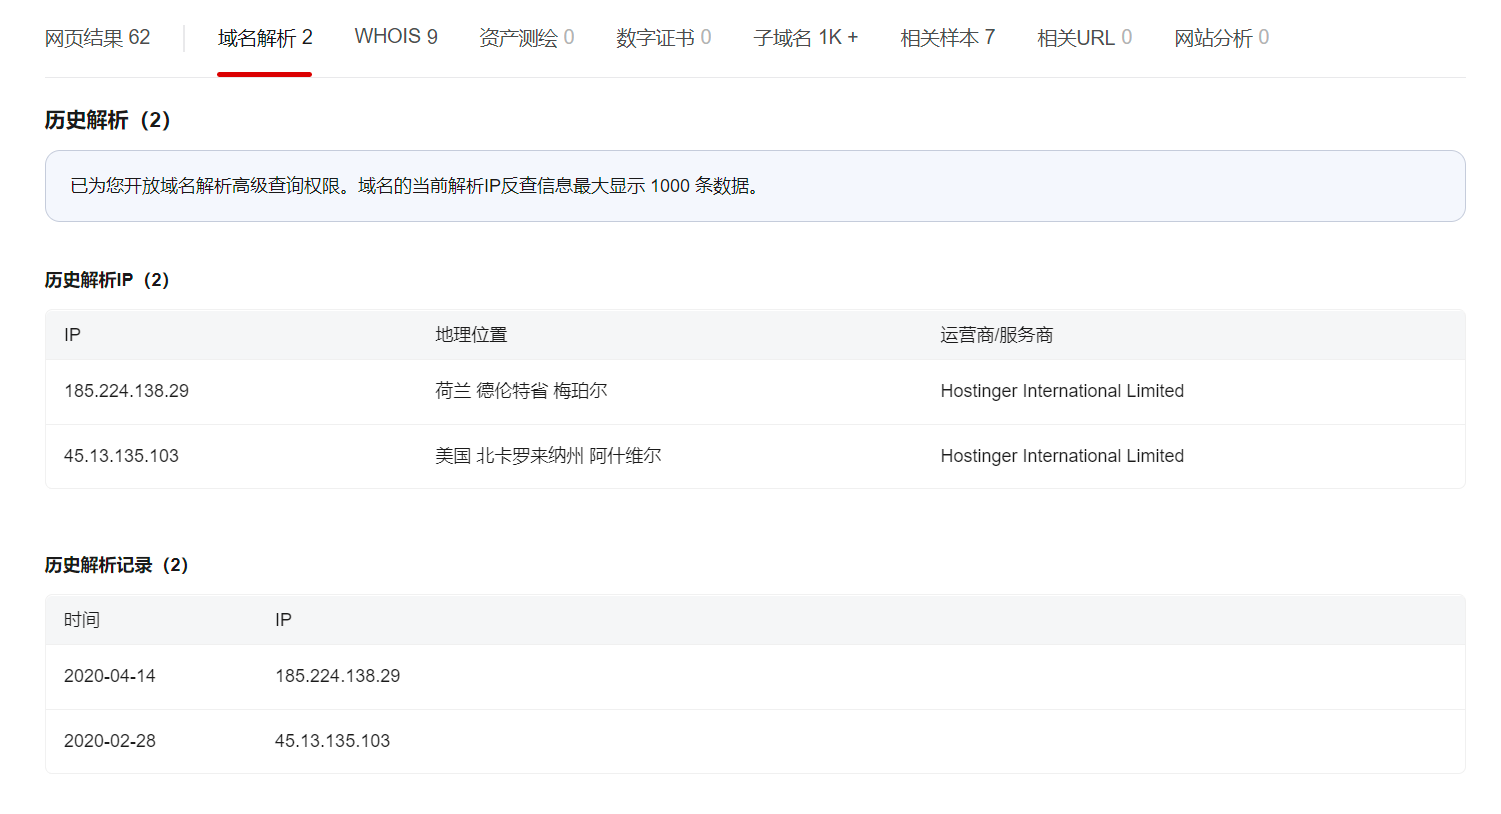 网页结果 62 域名解析 2 WHOIS 9 资产测绘 0 数字证书 0 子域名 1K + 相关样本 7 相关URL 0 网站分析 0
历史解析（2）
已为您开放域名解析高级查询权限。域名的当前解析IP反查信息最大显示 1000 条数据。
历史解析IP（2）
IP 地理位置 运营商/服务商
185.224.138.29 荷兰 德伦特省 梅珀尔 Hostinger International Limited
45.13.135.103 美国 北卡罗来纳州 阿什维尔 Hostinger International Limited
历史解析记录（2）
时间 IP
2020-04-14 185.224.138.29
2020-02-28 45.13.135.103